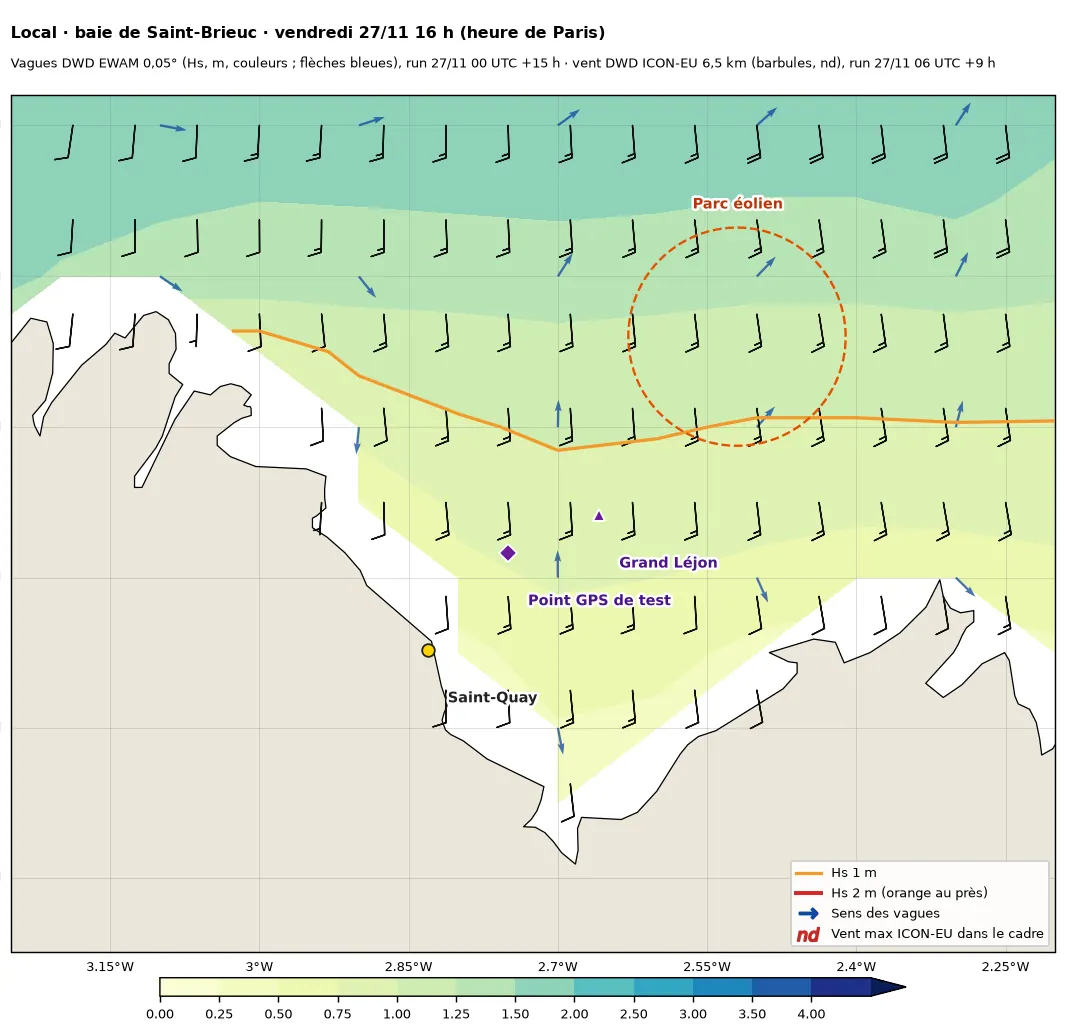 Local · baie de Saint-Brieuc · vendredi 27/11 16 h (heure de Paris)
Vagues DWD EWAM 0,05° (Hs, m, couleurs ; flèches bleues), run 27/11 00 UTC +15 h · vent DWD ICON-EU 6,5 km (barbules, nd), run 27/11 06 UTC +9 h
Parc éolien
Grand Léjon
Point GPS de test
Saint-Quay
Hs 1 m
Hs 2 m (orange au près)
Sens des vagues
nd Vent max ICON-EU dans le cadre
3.15°W 3°W 2.85°W 2.7°W 2.55°W 2.4°W 2.25°W
0.00 0.25 0.50 0.75 1.00 1.25 1.50 2.00 2.50 3.00 3.50 4.00